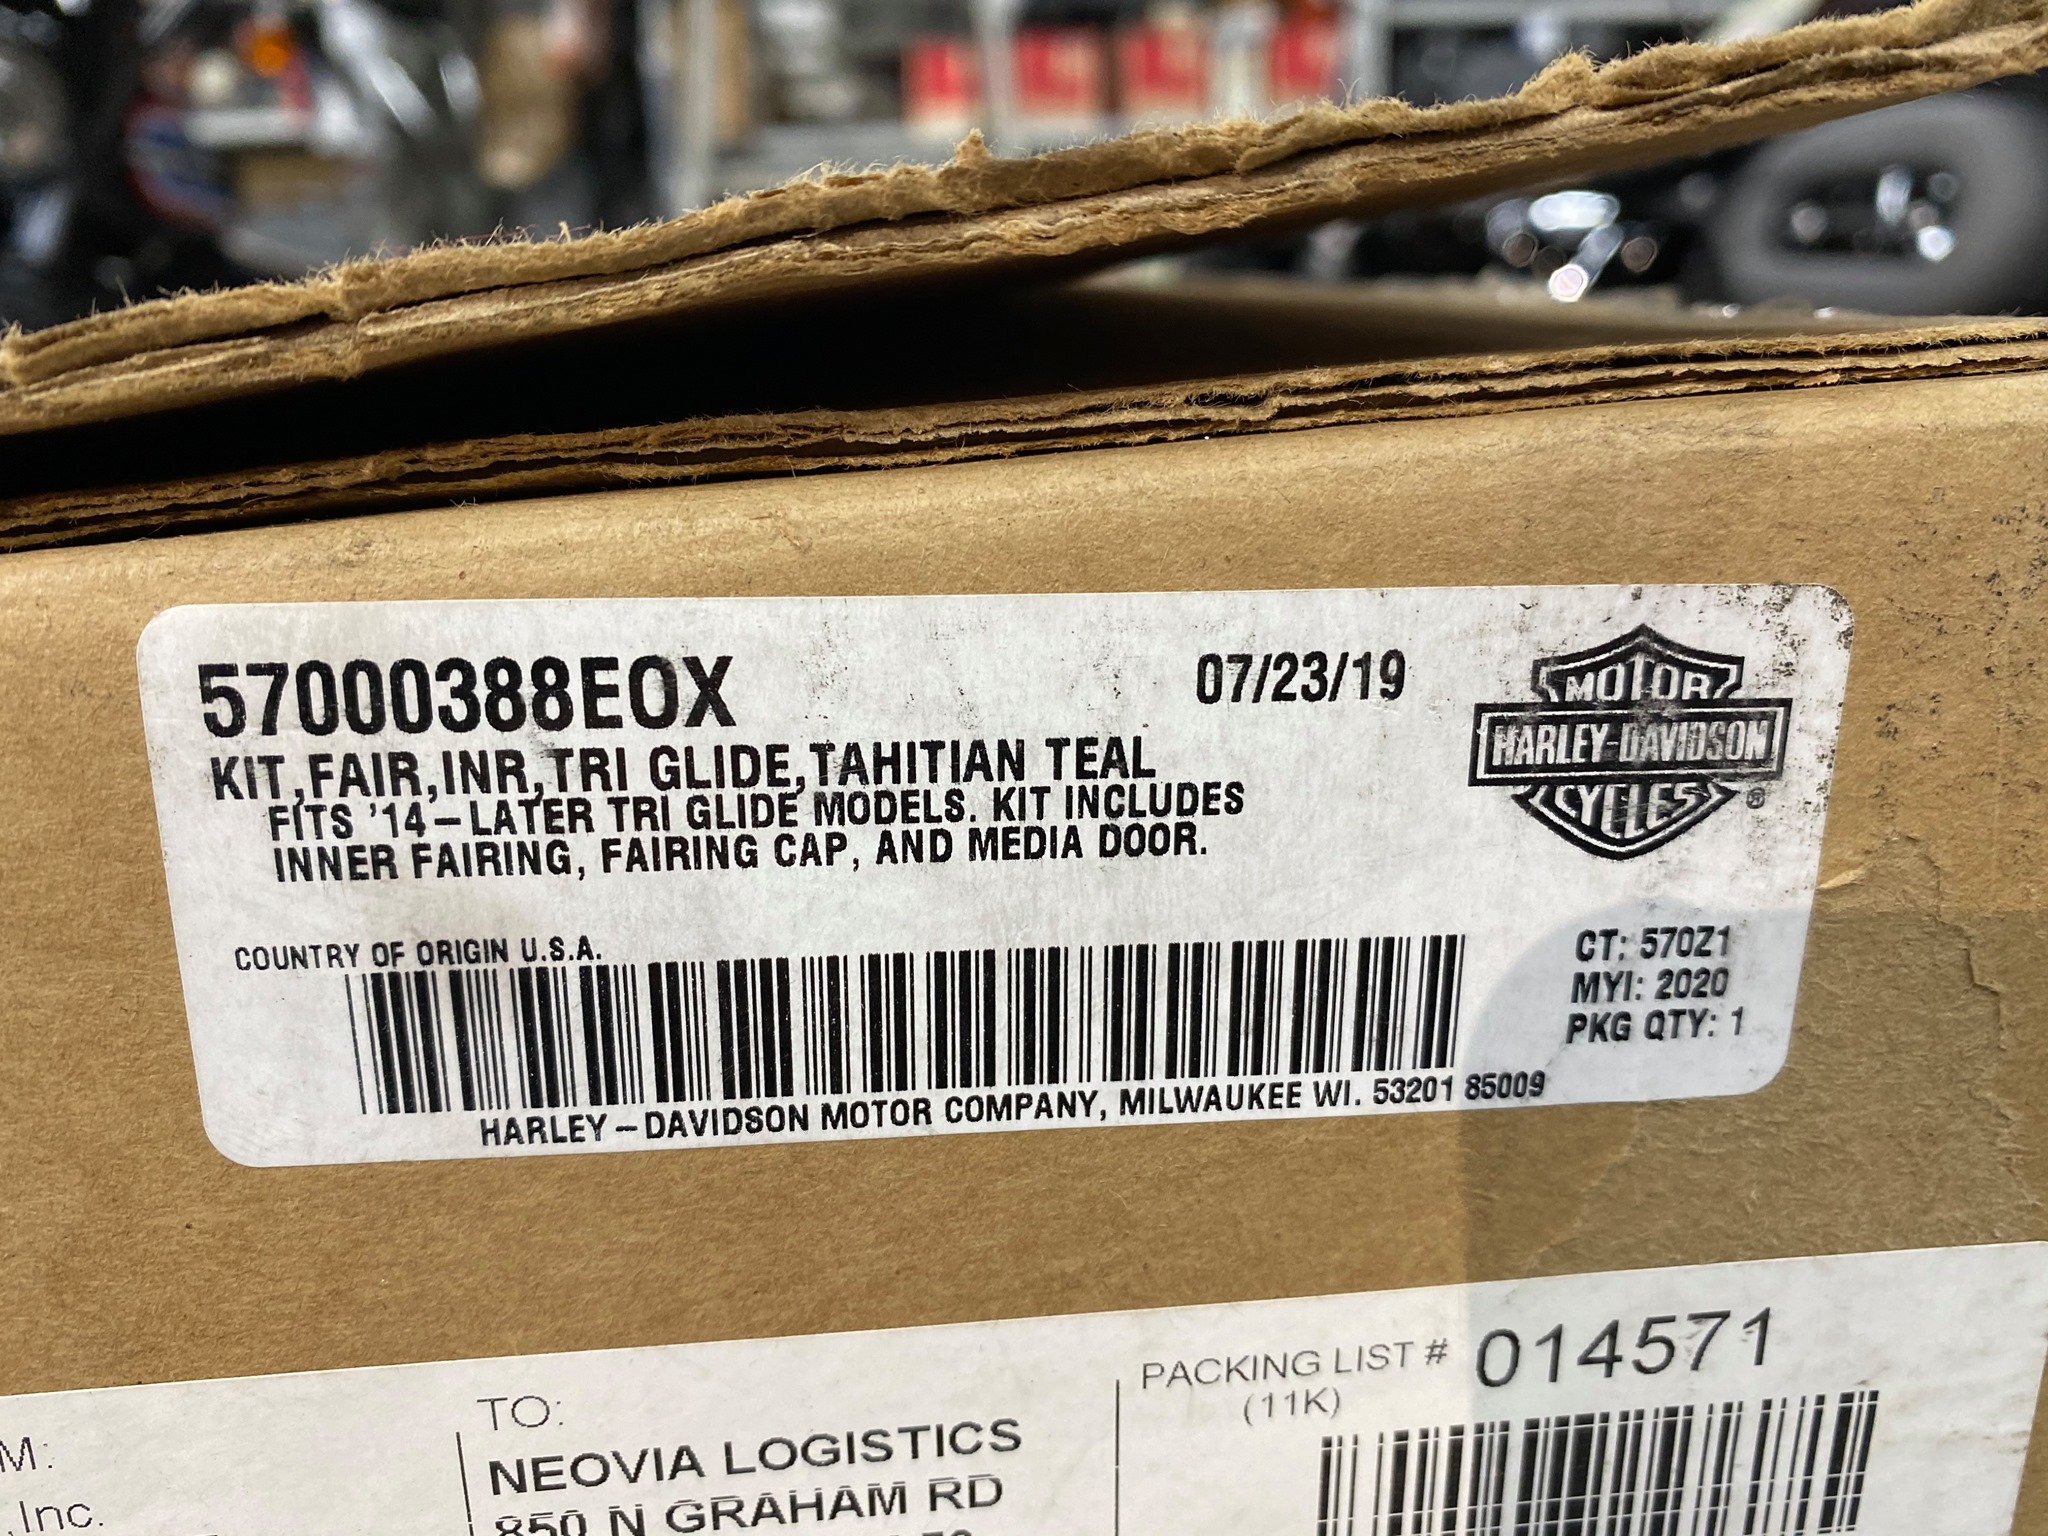 57000388EOX
07/23/19
KIT,FAIR,INR,TRI GLIDE,TAHITIAN TEAL
FITS '14-LATER TRI GLIDE MODELS. KIT INCLUDES
INNER FAIRING, FAIRING CAP, AND MEDIA DOOR.
MOTOR
HARLEY-DAVIDSON
CYCLES
®
COUNTRY OF ORIGIN U.S.A.
CT: 570Z1
MYI: 2020
PKG QTY: 1
HARLEY-DAVIDSON MOTOR COMPANY, MILWAUKEE WI. 53201 85009
M:
, Inc.
TO:
NEOVIA LOGISTICS
850 N GRAHAM RD
PACKING LIST # 014571
(11K)